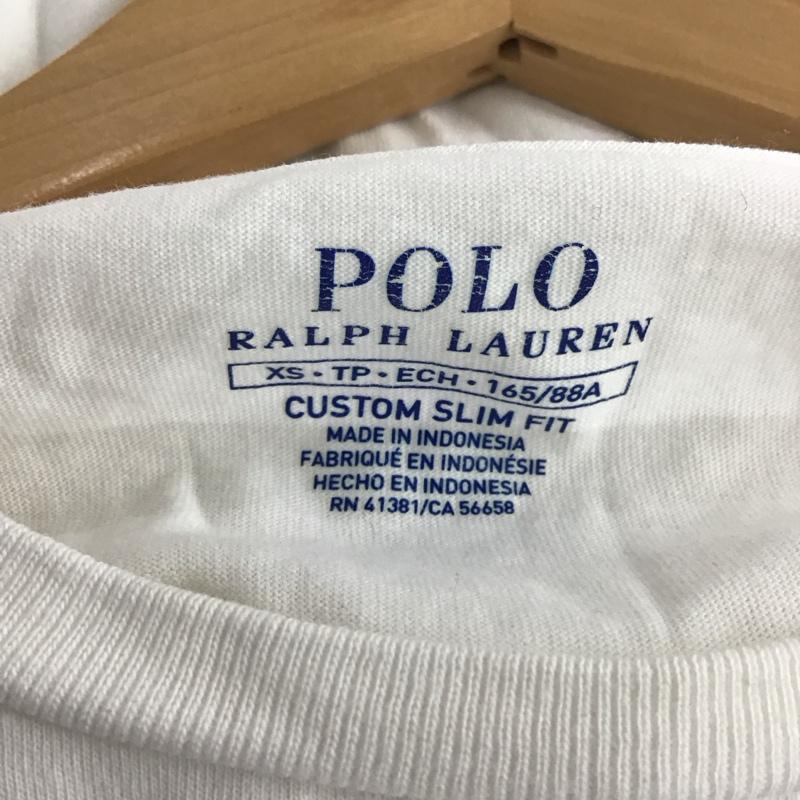 POLO
RALPH LAUREN
XS • TP • ECH • 165/88A
CUSTOM SLIM FIT
MADE IN INDONESIA
FABRIQUÉ EN INDONÉSIE
HECHO EN INDONESIA
RN 41381/CA 56658